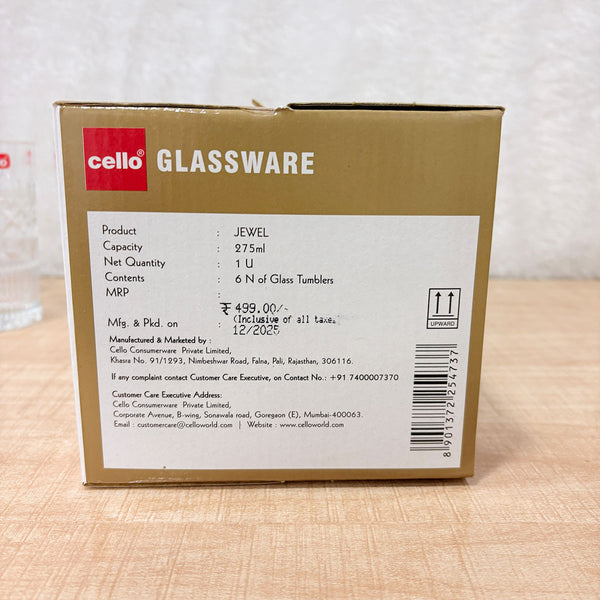 cello® GLASSWARE
Product : JEWEL
Capacity : 275ml
Net Quantity : 1 U
Contents : 6 N of Glass Tumblers
MRP :
₹ 499.00/-
(Inclusive of all taxes
Mfg. & Pkd. on : 12/2025
Manufactured & Marketed by :
Cello Consumerware Private Limited,
Khasra No. 91/1293, Nimbeshwar Road, Falna, Pali, Rajasthan, 306116.
If any complaint contact Customer Care Executive, on Contact No.: +91 7400007370
Customer Care Executive Address:
Cello Consumerware Private Limited,
Corporate Avenue, B-wing, Sonawala road, Goregaon (E), Mumbai-400063.
Email : customercare@celloworld.com | Website : www.celloworld.com
UPWARD
8 901372 254737